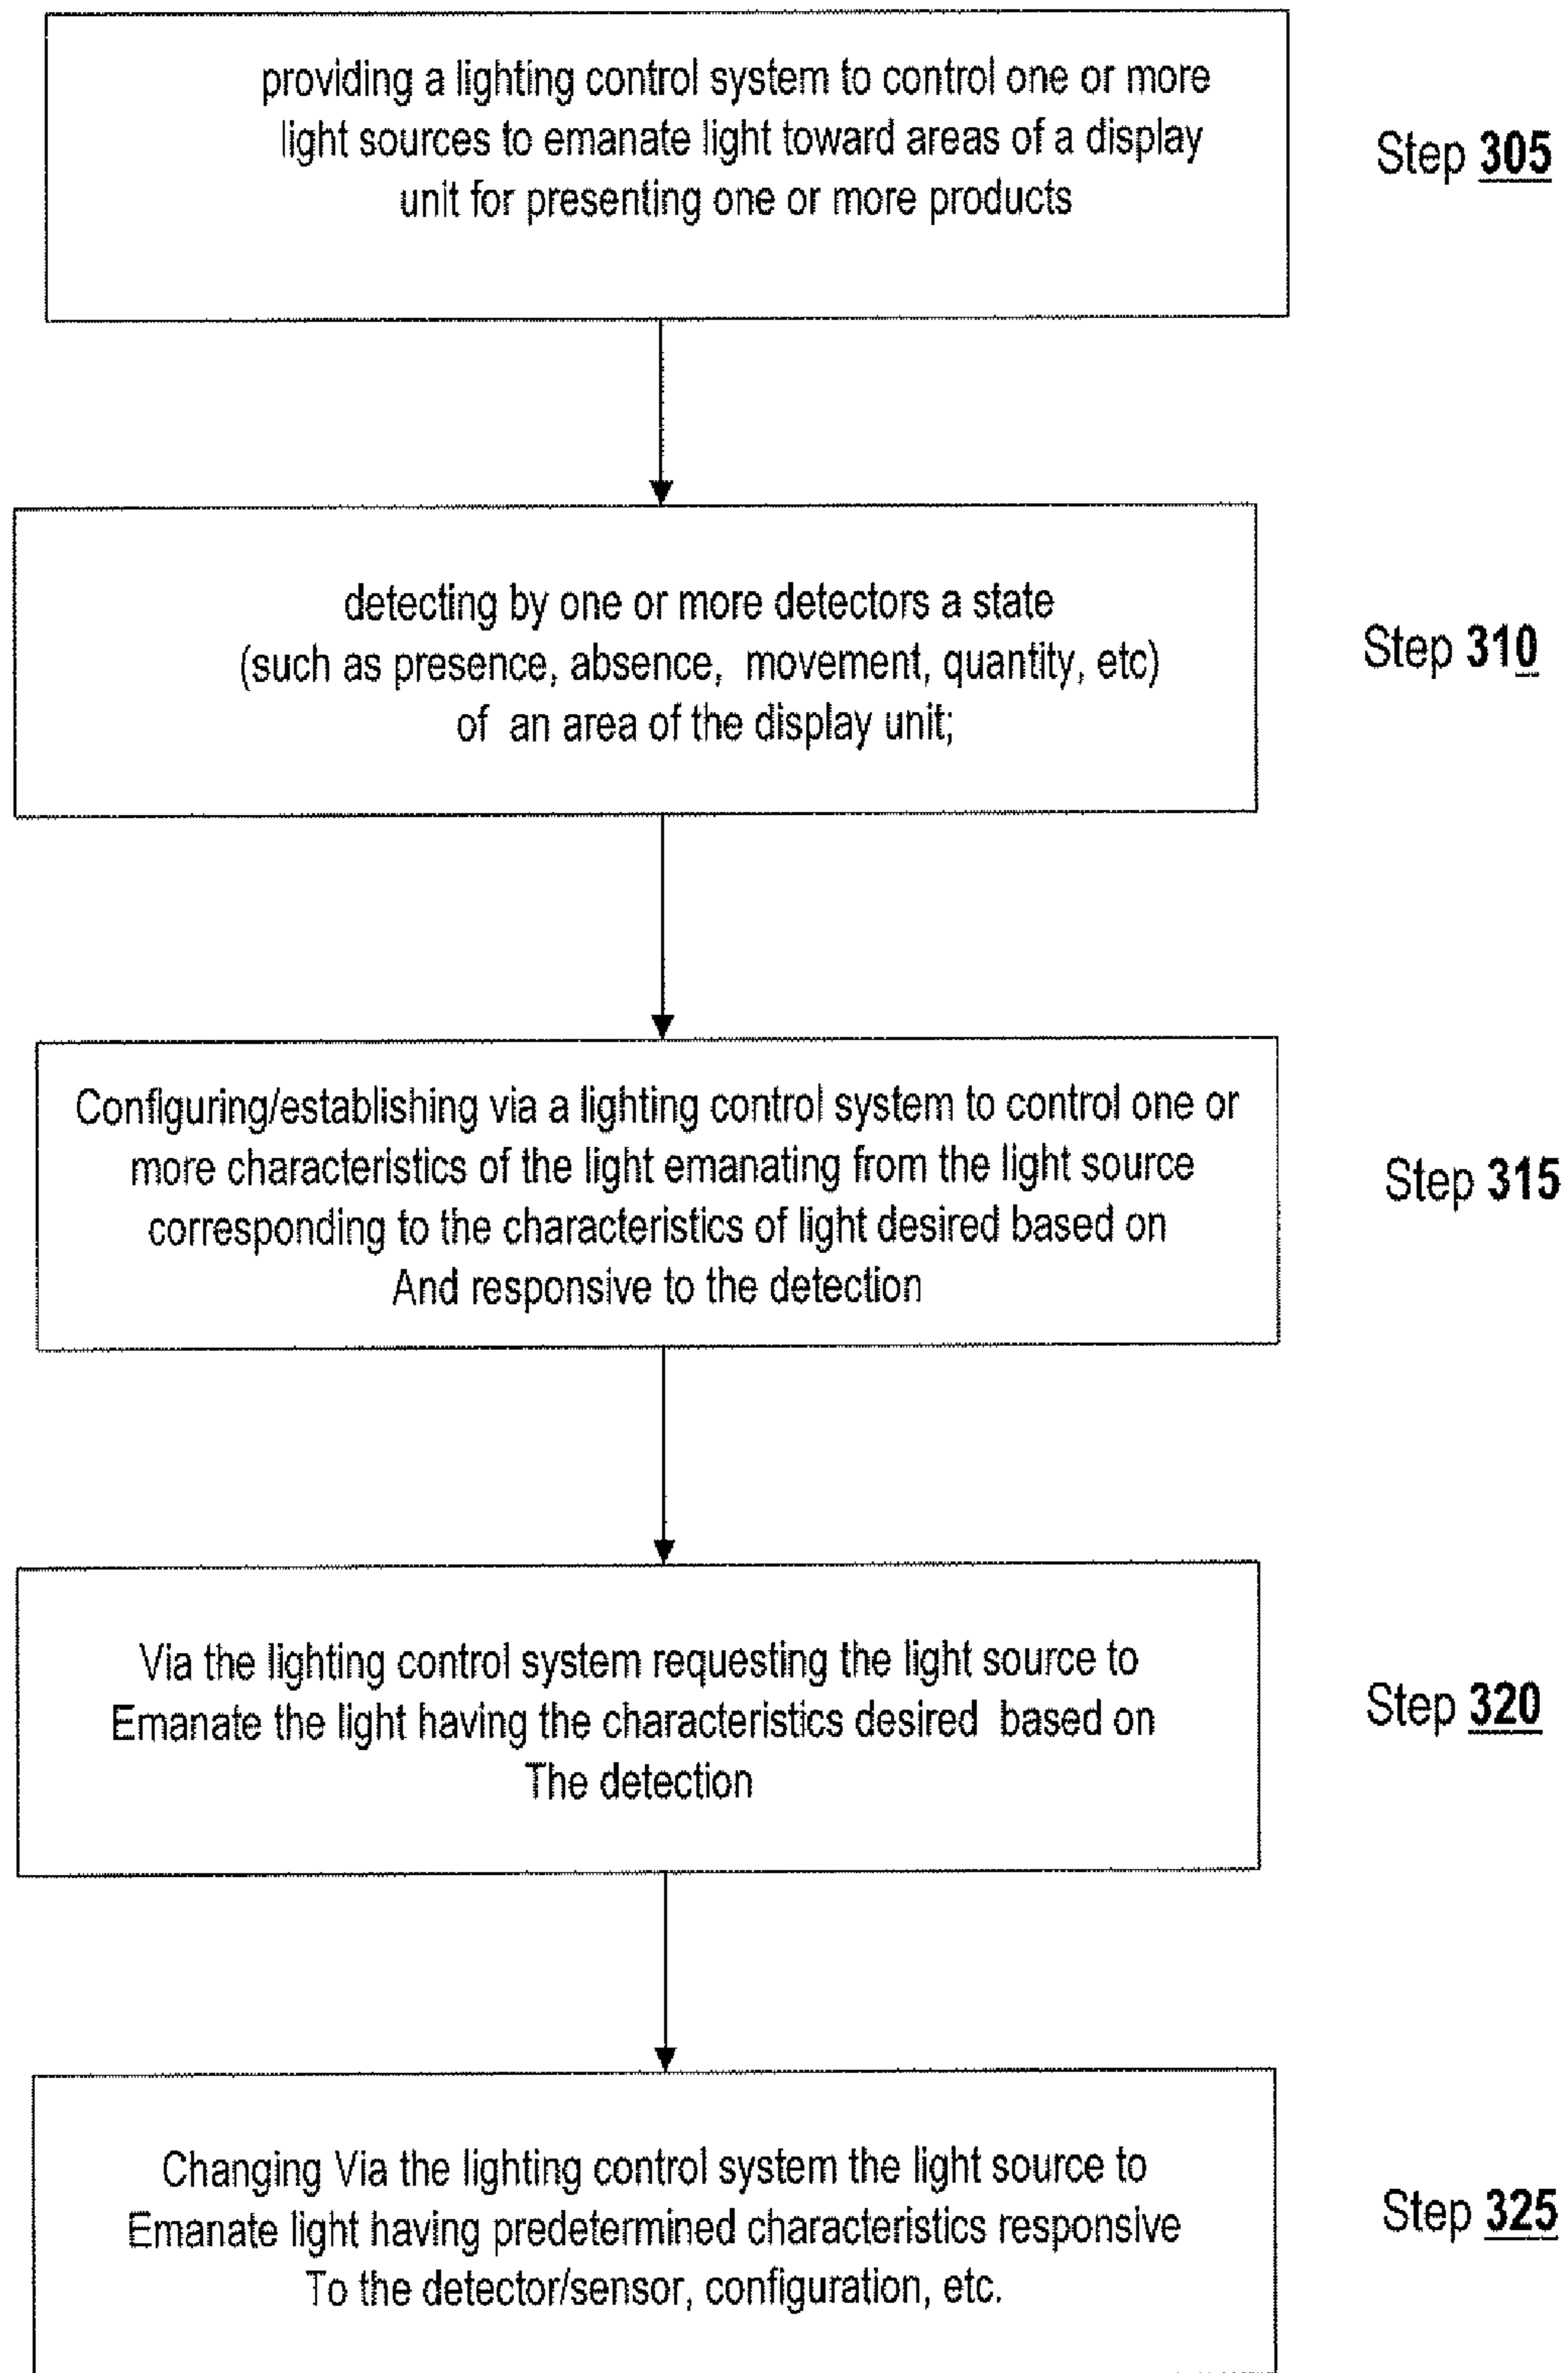 providing a lighting control system to control one or more
light sources to emanate light toward areas of a display
unit for presenting one or more products
Step 305
detecting by one or more detectors a state
(such as presence, absence, movement, quantity, etc)
of an area of the display unit;
Step 310
Configuring/establishing via a lighting control system to control one or
more characteristics of the light emanating from the light source
corresponding to the characteristics of light desired based on
And responsive to the detection
Step 315
Via the lighting control system requesting the light source to
Emanate the light having the characteristics desired based on
The detection
Step 320
Changing Via the lighting control system the light source to
Emanate light having predetermined characteristics responsive
To the detector/sensor, configuration, etc.
Step 325